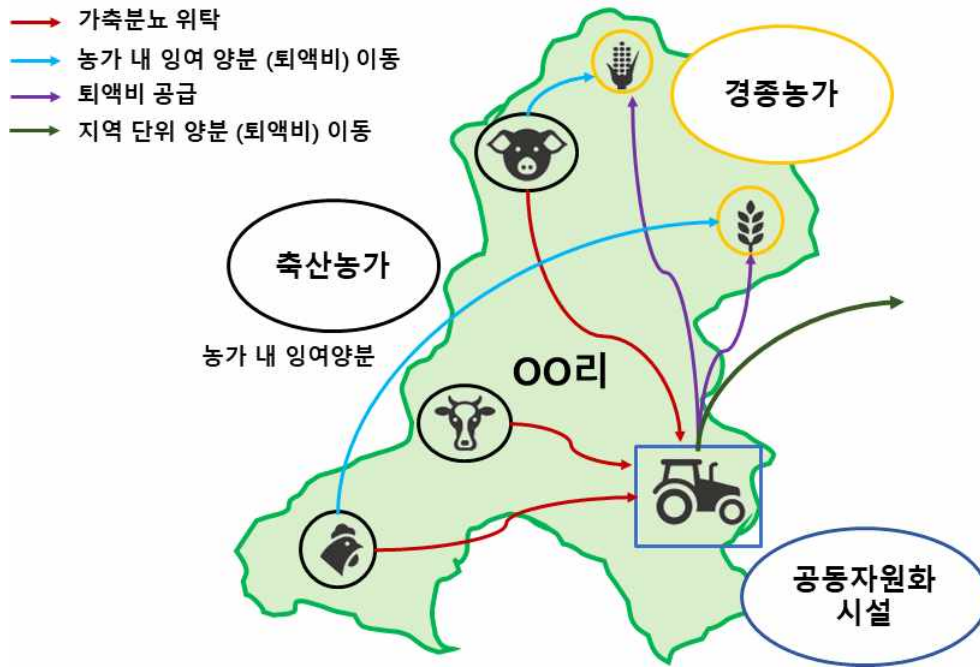 가축분뇨 위탁
농가 내 잉여 양분 (퇴액비) 이동
퇴액비 공급
지역 단위 양분 (퇴액비) 이동
경종농가
축산농가
농가 내 잉여양분
OO리
공동자원화
시설